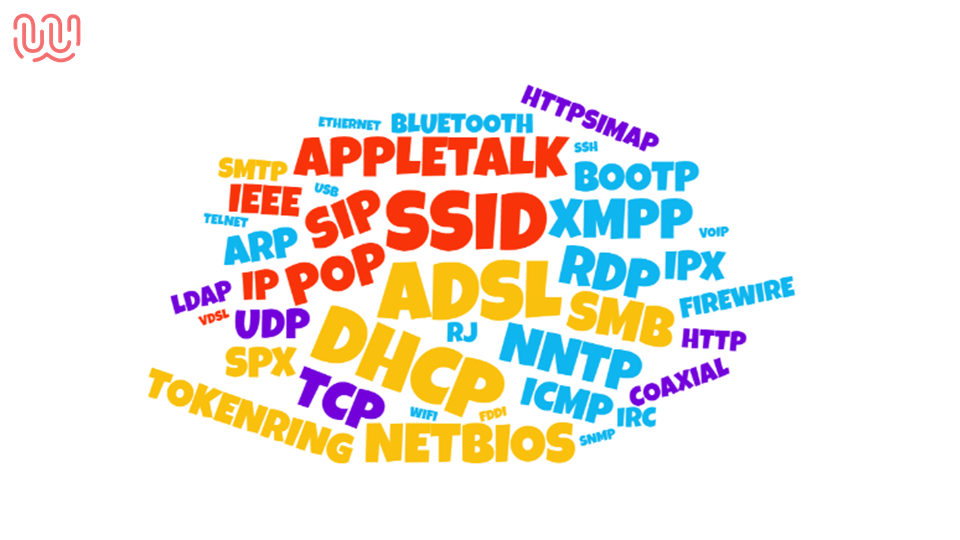 HTTPSIMAP
ETHERNET
BLUETOOTH
APPLETALK
SSH
SMTP
BOOTP
IEEE
USB
SIP
SSID
XMPP
TELNET
VOIP
ARP
RDP
IPX
IP
POP
ADSL
FIREWIRE
LDAP
SMB
VDSL
UDP
RJ
HTTP
DHCP
NNTP
SPX
COAXIAL
TCP
ICMP
TOKENRING
WIFI
FDDI
IRC
NETBIOS
SNMP